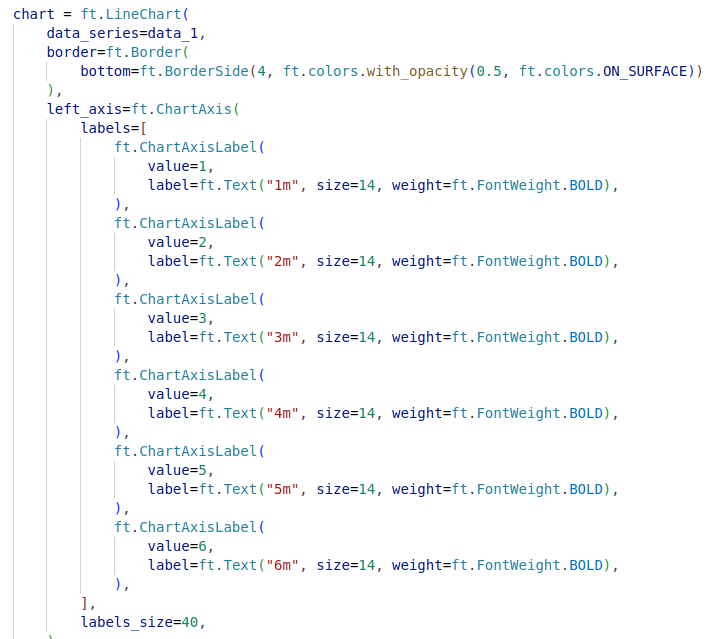 chart = ft.LineChart(
    data_series=data_1,
    border=ft.Border(
        bottom=ft.BorderSide(4, ft.colors.with_opacity(0.5, ft.colors.ON_SURFACE))
    ),
    left_axis=ft.ChartAxis(
        labels=[
            ft.ChartAxisLabel(
                value=1,
                label=ft.Text("1m", size=14, weight=ft.FontWeight.BOLD),
            ),
            ft.ChartAxisLabel(
                value=2,
                label=ft.Text("2m", size=14, weight=ft.FontWeight.BOLD),
            ),
            ft.ChartAxisLabel(
                value=3,
                label=ft.Text("3m", size=14, weight=ft.FontWeight.BOLD),
            ),
            ft.ChartAxisLabel(
                value=4,
                label=ft.Text("4m", size=14, weight=ft.FontWeight.BOLD),
            ),
            ft.ChartAxisLabel(
                value=5,
                label=ft.Text("5m", size=14, weight=ft.FontWeight.BOLD),
            ),
            ft.ChartAxisLabel(
                value=6,
                label=ft.Text("6m", size=14, weight=ft.FontWeight.BOLD),
            ),
        ],
        labels_size=40,